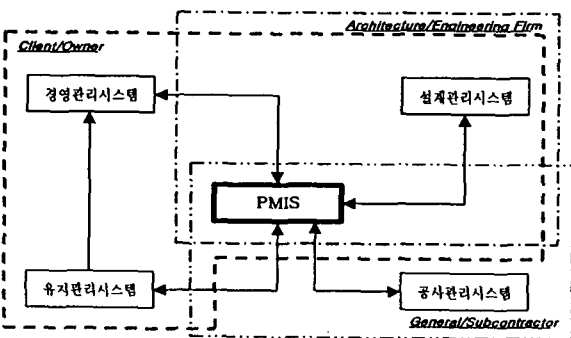 Architecture/Engineering Firm
Client/Owner
경영관리시스템
설계관리시스템
PMIS
유지관리시스템
공사관리시스템
General/Subcontractor